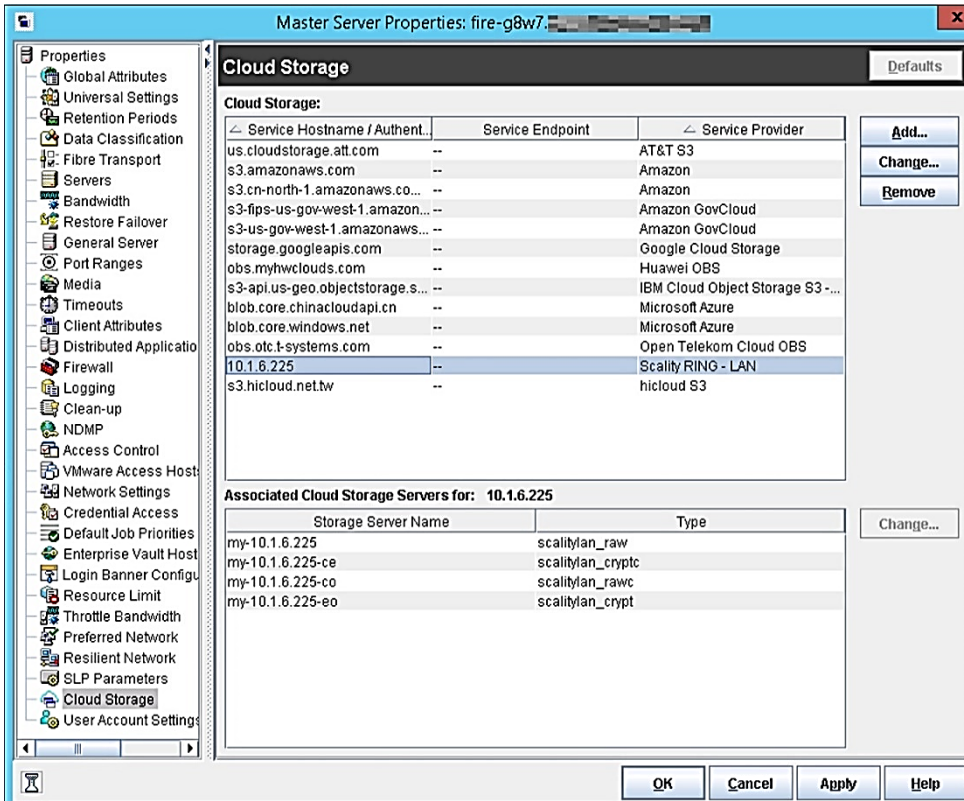 Master Server Properties: fire-g8w7.
X
Properties
Global Attributes
Universal Settings
Retention Periods
Data Classification
Fibre Transport
Servers
Bandwidth
Restore Failover
General Server
Port Ranges
Media
Timeouts
Client Attributes
Distributed Applicatio
Firewall
Logging
Clean-up
NDMP
Access Control
VMware Access Host
Network Settings
Credential Access
Default Job Priorities
Enterprise Vault Host
Login Banner Configu
Resource Limit
Throttle Bandwidth
Preferred Network
Resilient Network
SLP Parameters
Cloud Storage
User Account Settings
Cloud Storage
Defaults
Cloud Storage:
Service Hostname / Authent... Service Endpoint Service Provider
us.cloudstorage.att.com -- AT&T S3
s3.amazonaws.com -- Amazon
s3.cn-north-1.amazonaws.co... -- Amazon
s3-fips-us-gov-west-1.amazon... -- Amazon GovCloud
s3-us-gov-west-1.amazonaws... -- Amazon GovCloud
storage.googleapis.com -- Google Cloud Storage
obs.myhwclouds.com -- Huawei OBS
s3-api.us-geo.objectstorage.s... -- IBM Cloud Object Storage S3 -...
blob.core.chinacloudapi.cn -- Microsoft Azure
blob.core.windows.net -- Microsoft Azure
obs.otc.t-systems.com -- Open Telekom Cloud OBS
10.1.6.225 -- Scality RING - LAN
s3.hicloud.net.tw -- hicloud S3
Add...
Change...
Remove
Associated Cloud Storage Servers for: 10.1.6.225
Storage Server Name Type
my-10.1.6.225 scalitylan_raw
my-10.1.6.225-ce scalitylan_cryptc
my-10.1.6.225-co scalitylan_rawc
my-10.1.6.225-eo scalitylan_crypt
Change...
OK Cancel Apply Help